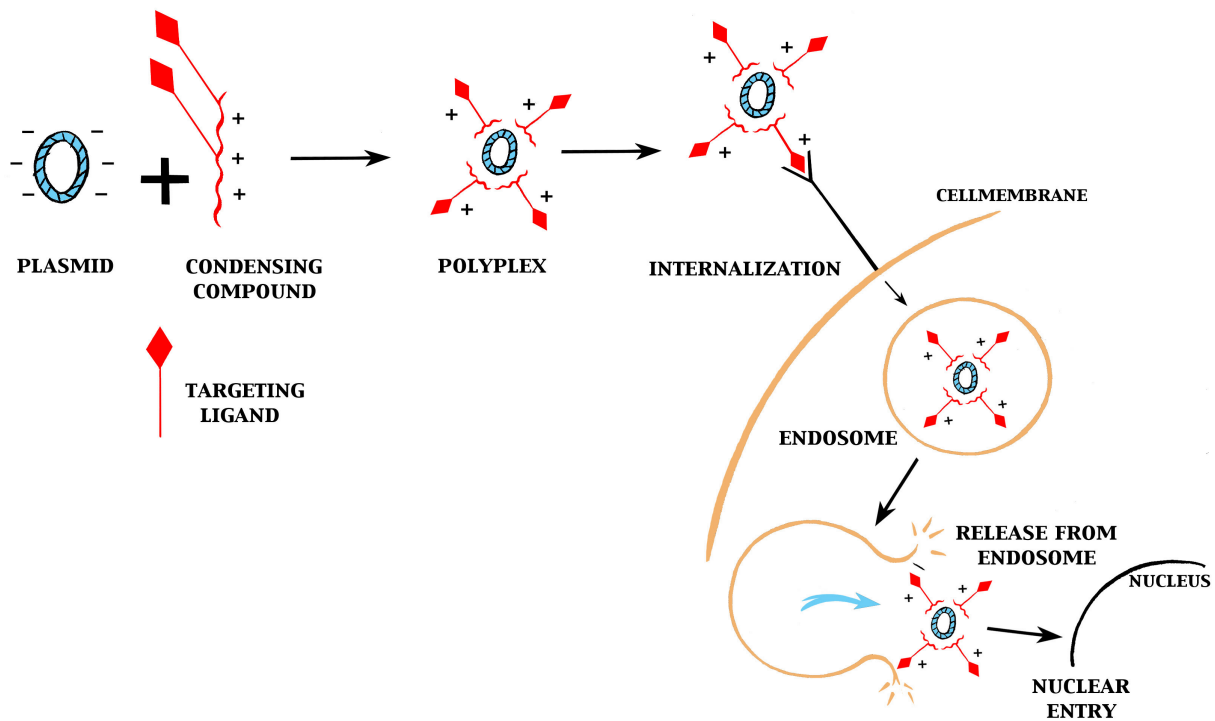 PLASMID
CONDENSING
COMPOUND
TARGETING
LIGAND
POLYPLEX
INTERNALIZATION
CELLMEMBRANE
ENDOSOME
RELEASE FROM
ENDOSOME
NUCLEUS
NUCLEAR
ENTRY